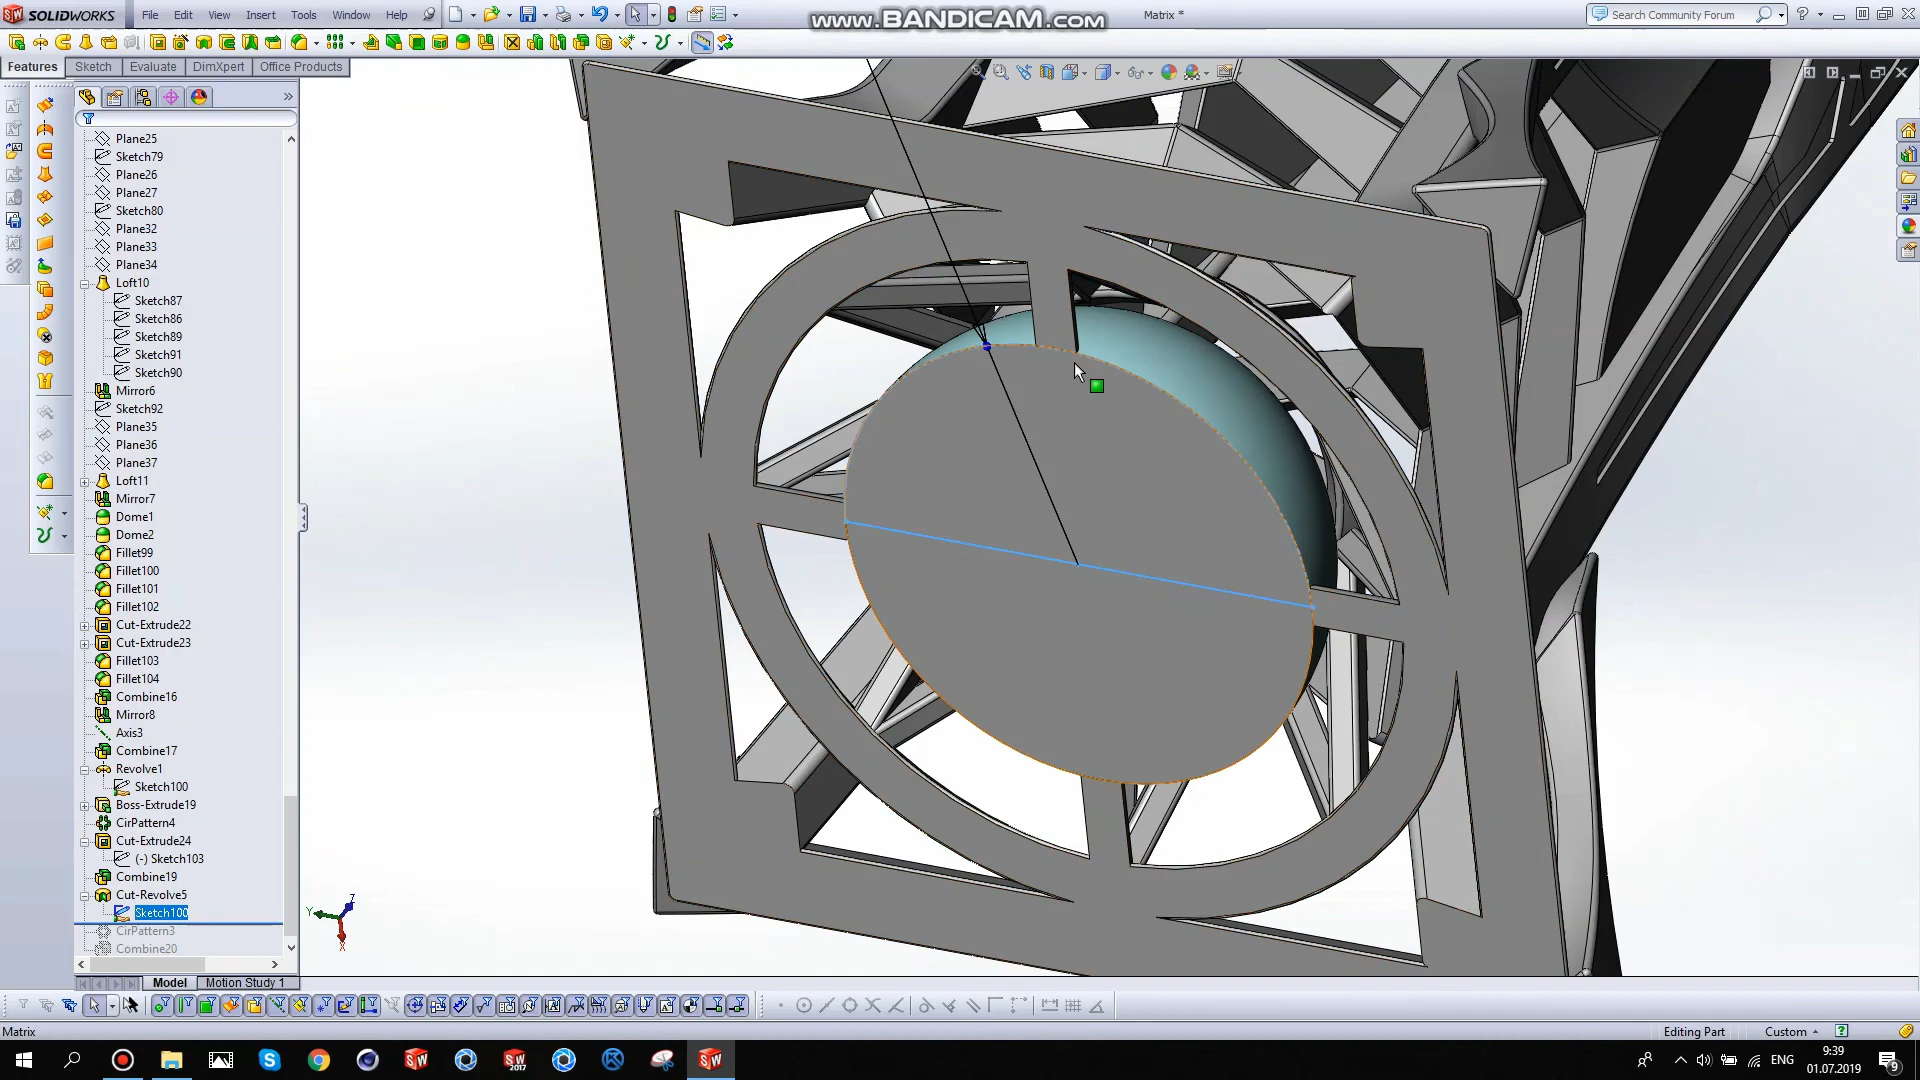 SOLIDWORKS File Edit View Insert Tools Window Help Matrix * Search Community Forum
www.BANDICAM.com
Features Sketch Evaluate DimXpert Office Products
Plane25
Sketch79
Plane26
Plane27
Sketch80
Plane32
Plane33
Plane34
Loft10
Sketch87
Sketch86
Sketch89
Sketch91
Sketch90
Mirror6
Sketch92
Plane35
Plane36
Plane37
Loft11
Mirror7
Dome1
Dome2
Fillet99
Fillet100
Fillet101
Fillet102
Cut-Extrude22
Cut-Extrude23
Fillet103
Fillet104
Combine16
Mirror8
Axis3
Combine17
Revolve1
Sketch100
Boss-Extrude19
CirPattern4
Cut-Extrude24
(-) Sketch103
Combine19
Cut-Revolve5
Sketch100
CirPattern3
Combine20
Y Z X
Model Motion Study 1
Matrix Editing Part Custom
ENG 9:39
01.07.2019